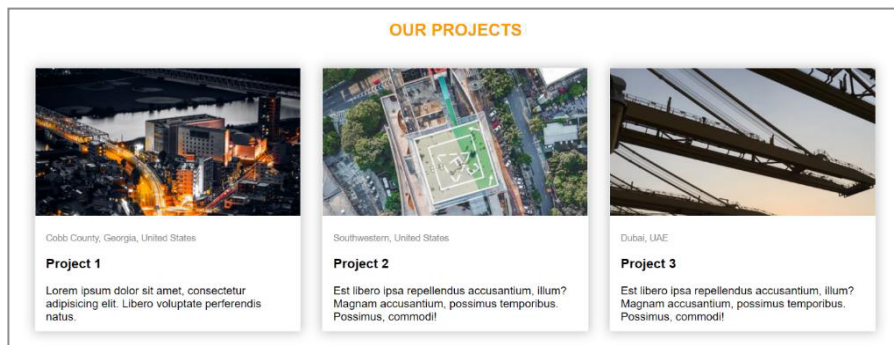 OUR PROJECTS
Cobb County, Georgia, United States
Project 1
Lorem ipsum dolor sit amet, consectetur
adipisicing elit. Libero voluptate perferendis
natus.
Southwestern, United States
Project 2
Est libero ipsa repellendus accusantium, illum?
Magnam accusantium, possimus temporibus.
Possimus, commodi!
Dubai, UAE
Project 3
Est libero ipsa repellendus accusantium, illum?
Magnam accusantium, possimus temporibus.
Possimus, commodi!